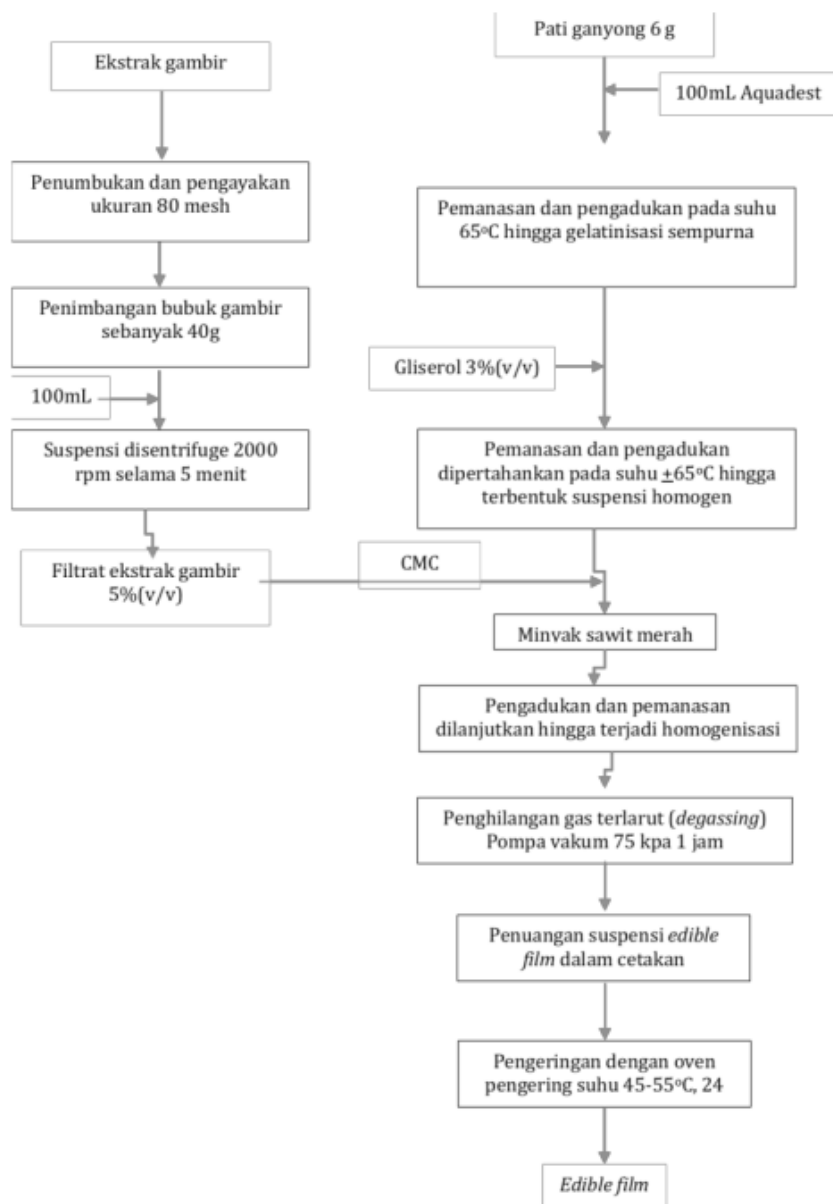 Ekstrak gambir
Penumbukan dan pengayakan
ukuran 80 mesh
Penimbangan bubuk gambir
sebanyak 40g
100mL
Suspensi disentrifuge 2000
rpm selama 5 menit
Filtrat ekstrak gambir
5%(v/v)
Pati ganyong 6 g
100mL Aquadest
Pemanasan dan pengadukan pada suhu
65ºC hingga gelatinisasi sempurna
Gliserol 3%(v/v)
Pemanasan dan pengadukan
dipertahankan pada suhu ±65ºC hingga
terbentuk suspensi homogen
CMC
Minyak sawit merah
Pengadukan dan pemanasan
dilanjutkan hingga terjadi homogenisasi
Penghilangan gas terlarut (degassing)
Pompa vakum 75 kpa 1 jam
Penuangan suspensi edible
film dalam cetakan
Pengeringan dengan oven
pengering suhu 45-55ºC, 24
Edible film